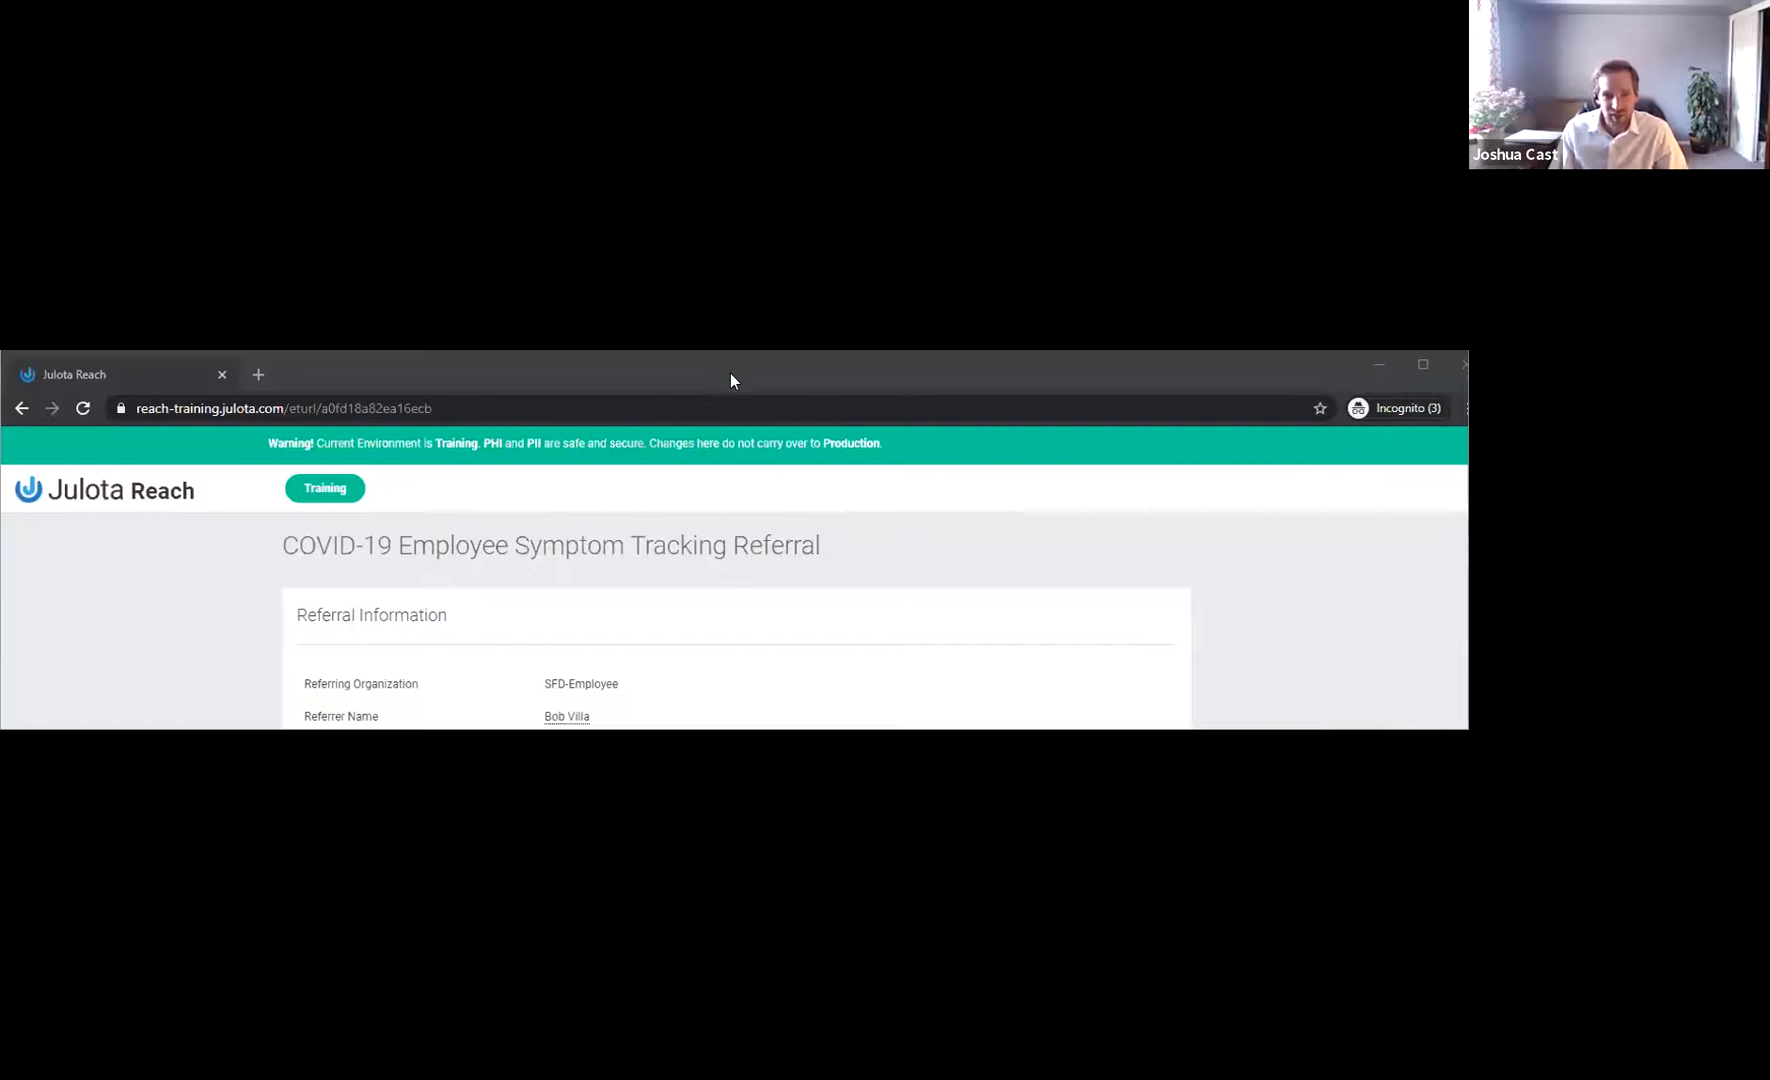 Joshua Cast
Julota Reach
reach-training.julota.com/eturl/a0fd18a82ea16ecb
Incognito (3)
Warning! Current Environment is Training. PHI and PII are safe and secure. Changes here do not carry over to Production.
Julota Reach
Training
COVID-19 Employee Symptom Tracking Referral
Referral Information
Referring Organization SFD-Employee
Referrer Name Bob Villa